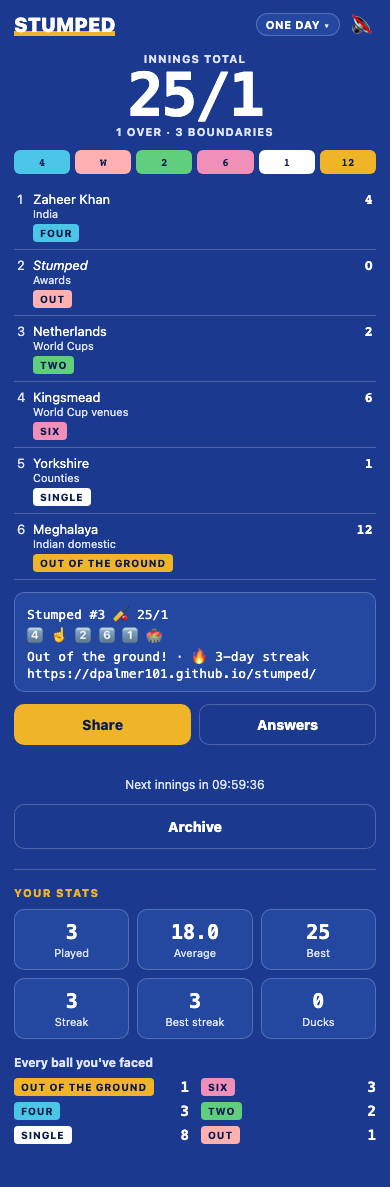 STUMPED
ONE DAY ▾
INNINGS TOTAL
25/1
1 OVER · 3 BOUNDARIES
4 W 2 6 1 12
1 Zaheer Khan 4
India
FOUR
2 Stumped 0
Awards
OUT
3 Netherlands 2
World Cups
TWO
4 Kingsmead 6
World Cup venues
SIX
5 Yorkshire 1
Counties
SINGLE
6 Meghalaya 12
Indian domestic
OUT OF THE GROUND
Stumped #3 🏏 25/1
4️⃣ ☝️ 2️⃣ 6️⃣ 1️⃣ 🏟️
Out of the ground! · 🔥 3-day streak
https://dpalmer101.github.io/stumped/
Share Answers
Next innings in 09:59:36
Archive
YOUR STATS
3 18.0 25
Played Average Best
3 3 0
Streak Best streak Ducks
Every ball you've faced
OUT OF THE GROUND 1 SIX 3
FOUR 3 TWO 2
SINGLE 8 OUT 1